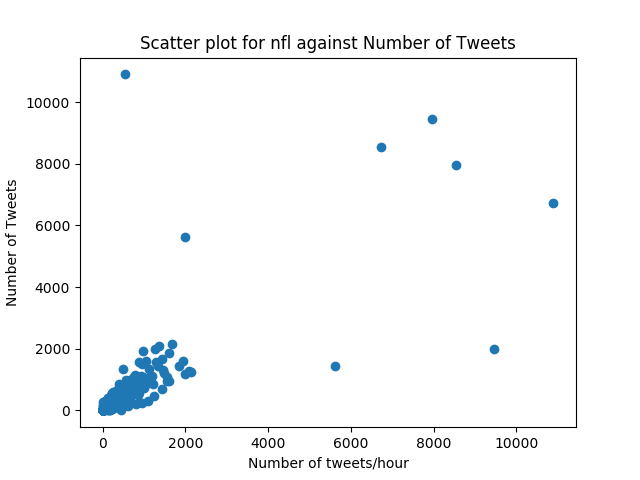 Scatter plot for nfl against Number of Tweets
Number of Tweets
10000
8000
6000
4000
2000
0
0 2000 4000 6000 8000 10000
Number of tweets/hour